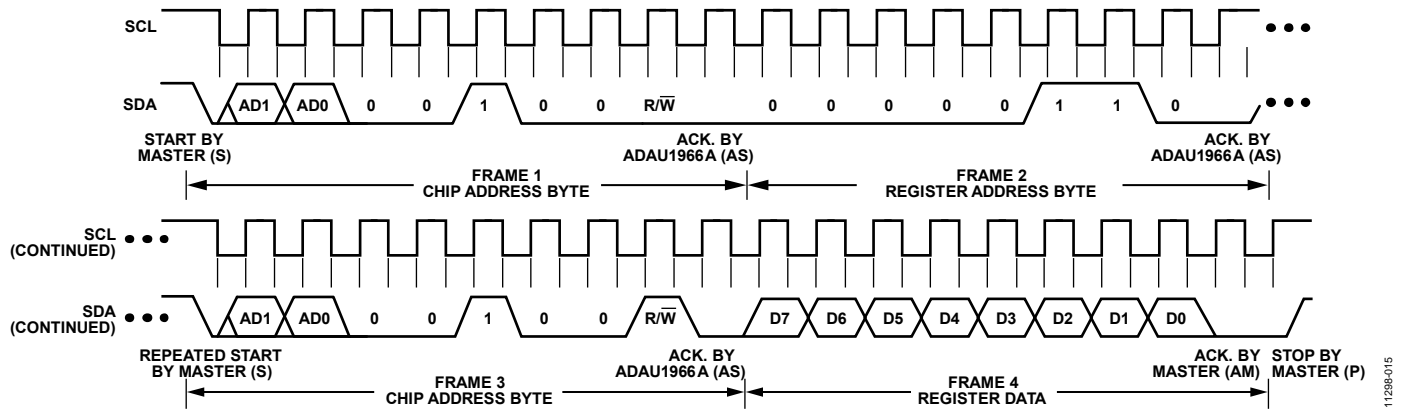 SCL
SDA
AD1 AD0 0 0 1 0 0 R/W̅ 0 0 0 0 0 1 1 0
START BY
MASTER (S)
ACK. BY
ADAU1966A (AS)
ACK. BY
ADAU1966A (AS)
FRAME 1
CHIP ADDRESS BYTE
FRAME 2
REGISTER ADDRESS BYTE
SCL
(CONTINUED)
SDA
(CONTINUED)
AD1 AD0 0 0 1 0 0 R/W̅ D7 D6 D5 D4 D3 D2 D1 D0
REPEATED START
BY MASTER (S)
ACK. BY
ADAU1966A (AS)
ACK. BY
MASTER (AM)
STOP BY
MASTER (P)
FRAME 3
CHIP ADDRESS BYTE
FRAME 4
REGISTER DATA
11298-015